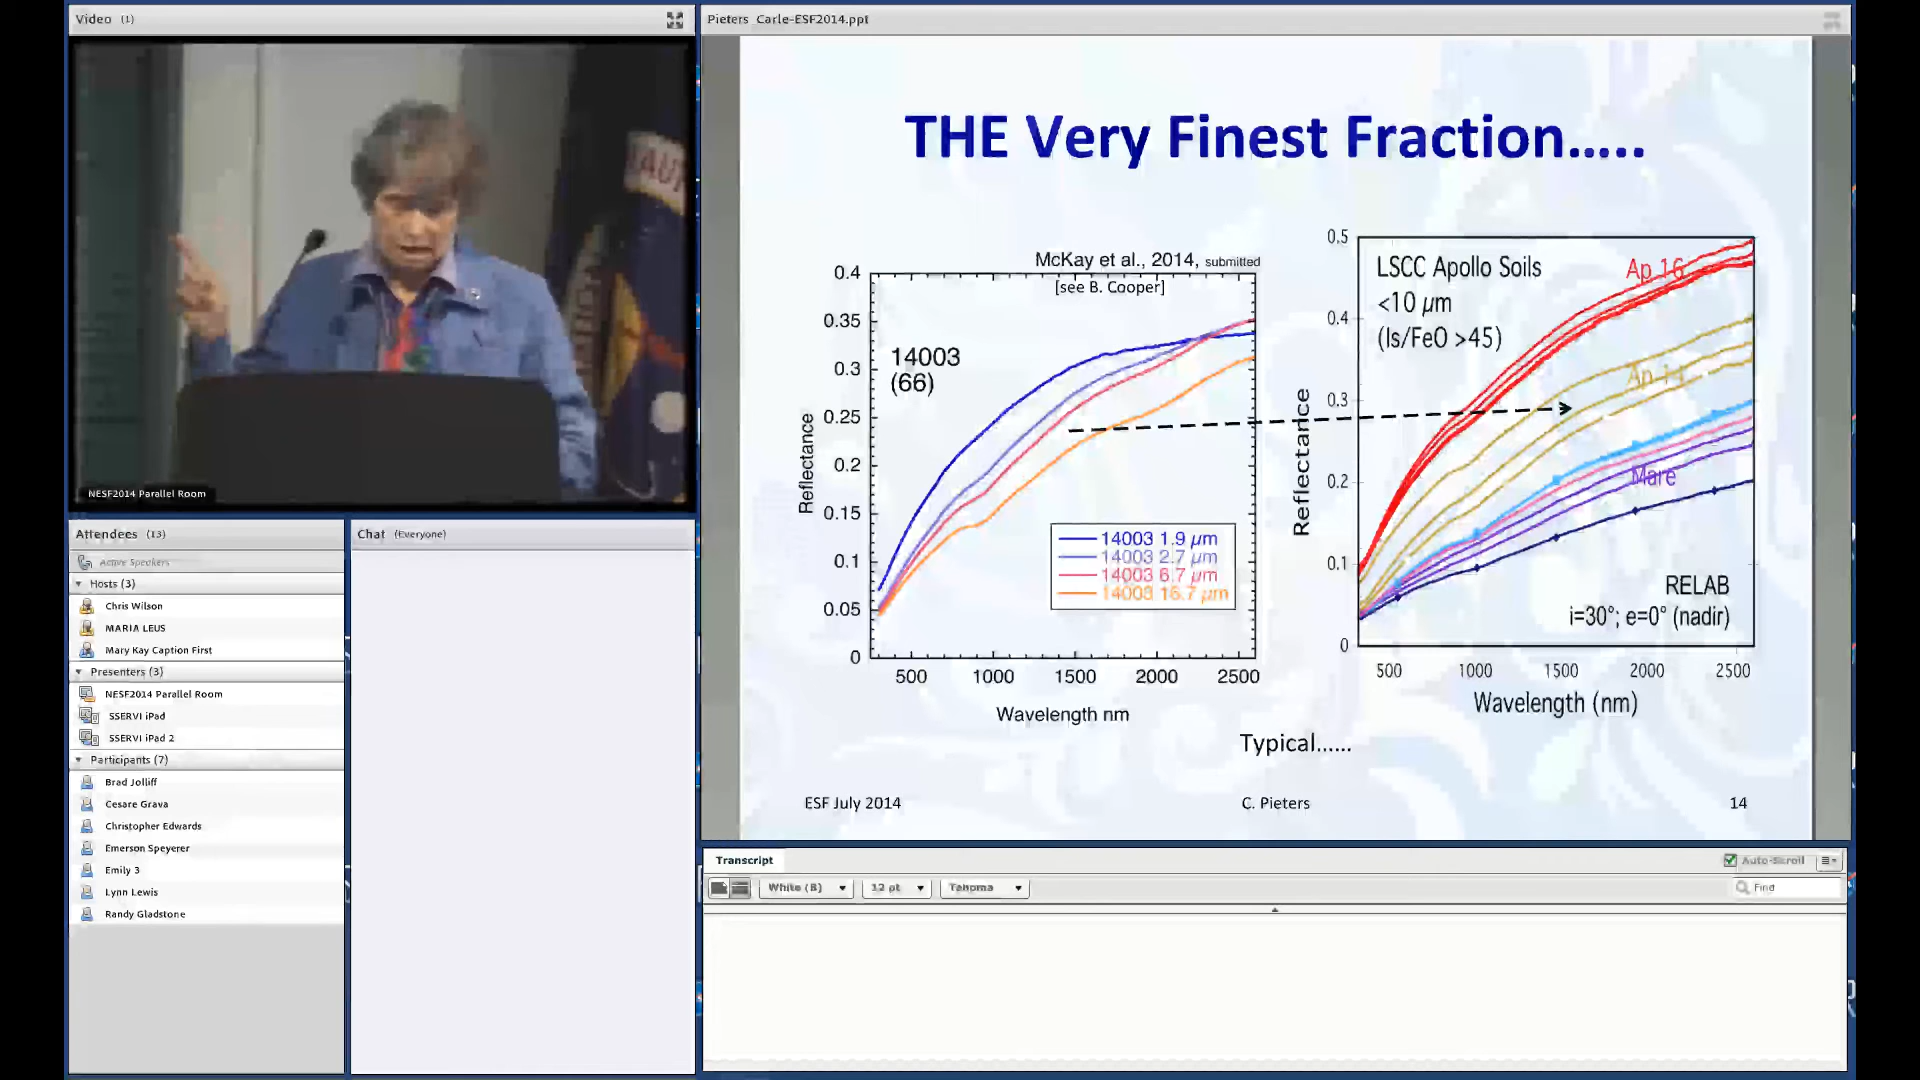 Video (1)
NAUT
NESF2014 Parallel Room
Attendees (13)
Active Speakers
Hosts (3)
Chris Wilson
MARIA LEUS
Mary Kay Caption First
Presenters (3)
NESF2014 Parallel Room
SSERVI iPad
SSERVI iPad 2
Participants (7)
Brad Jolliff
Cesare Grava
Christopher Edwards
Emerson Speyerer
Emily 3
Lynn Lewis
Randy Gladstone
Chat (Everyone)
Pieters_Carle-ESF2014.ppt
THE Very Finest Fraction.....
McKay et al., 2014, submitted
[see B. Cooper]
14003
(66)
0.4
0.35
0.3
0.25
0.2
0.15
0.1
0.05
0
Reflectance
14003 1.9 µm
14003 2.7 µm
14003 6.7 µm
14003 16.7 µm
500 1000 1500 2000 2500
Wavelength nm
LSCC Apollo Soils
<10 µm
(Is/FeO >45)
Ap 16
Ap 14
Mare
0.5
0.4
0.3
0.2
0.1
0
Reflectance
RELAB
i=30°; e=0° (nadir)
500 1000 1500 2000 2500
Wavelength (nm)
Typical......
ESF July 2014 C. Pieters 14
Transcript
Auto-Scroll
White (B) 12 pt Tahoma Find